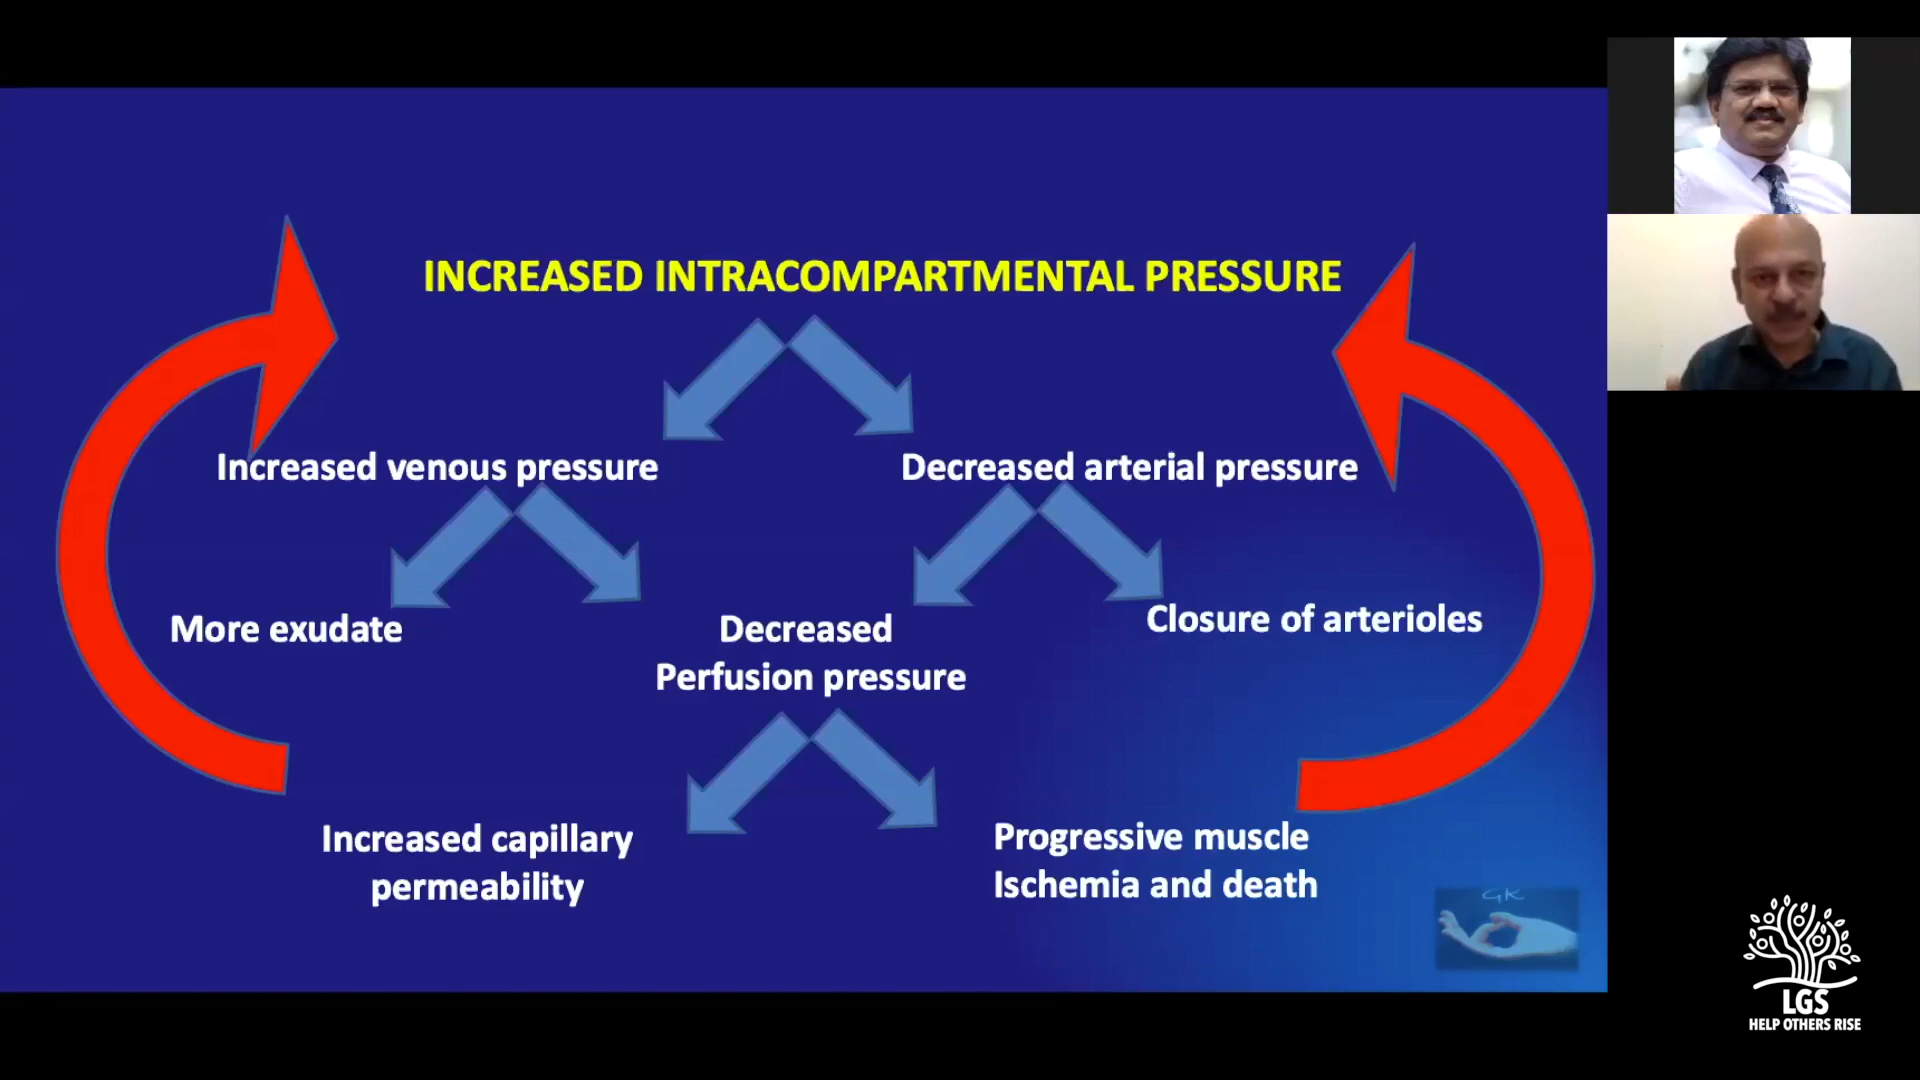 INCREASED INTRACOMPARTMENTAL PRESSURE
Increased venous pressure
Decreased arterial pressure
More exudate
Decreased
Perfusion pressure
Closure of arterioles
Increased capillary
permeability
Progressive muscle
Ischemia and death
GK
LGS
HELP OTHERS RISE